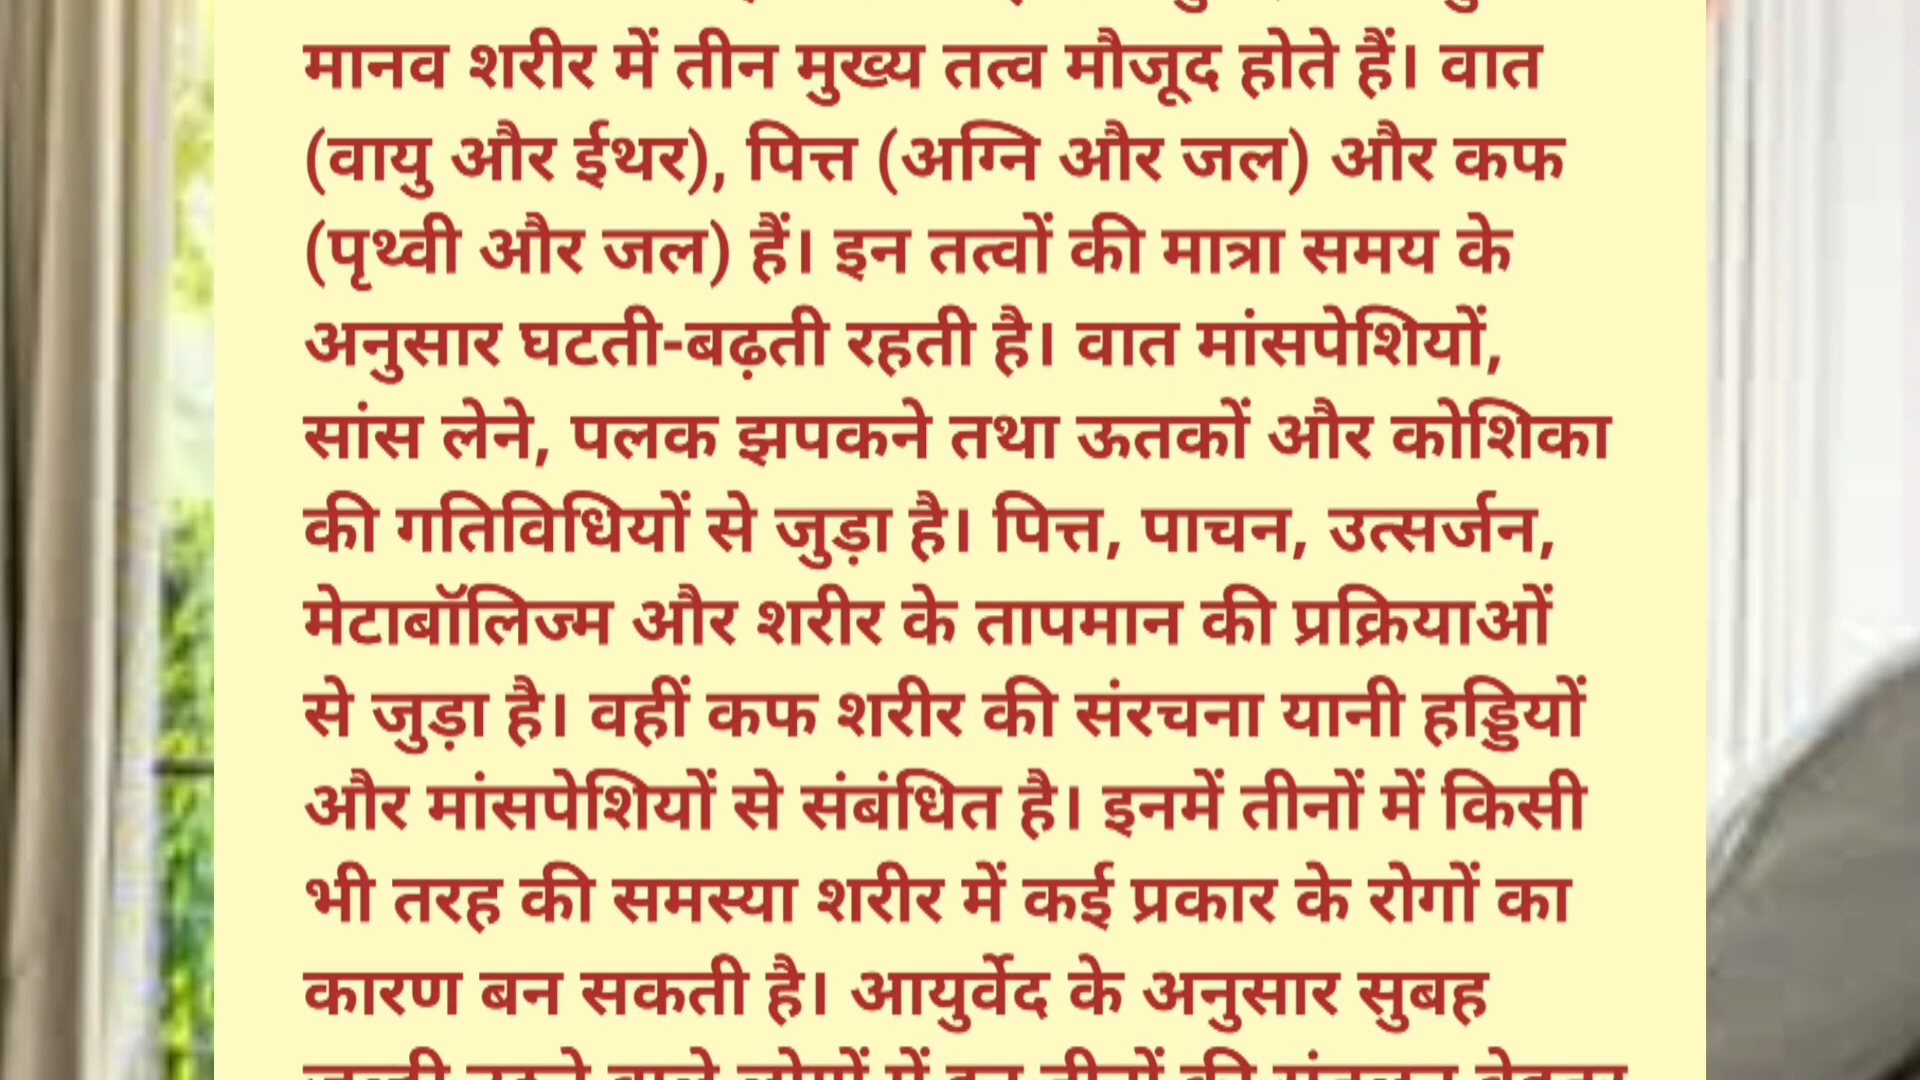 मानव शरीर में तीन मुख्य तत्व मौजूद होते हैं। वात
(वायु और ईथर), पित्त (अग्नि और जल) और कफ
(पृथ्वी और जल) हैं। इन तत्वों की मात्रा समय के
अनुसार घटती-बढ़ती रहती है। वात मांसपेशियों,
सांस लेने, पलक झपकने तथा ऊतकों और कोशिका
की गतिविधियों से जुड़ा है। पित्त, पाचन, उत्सर्जन,
मेटाबॉलिज्म और शरीर के तापमान की प्रक्रियाओं
से जुड़ा है। वहीं कफ शरीर की संरचना यानी हड्डियों
और मांसपेशियों से संबंधित है। इनमें तीनों में किसी
भी तरह की समस्या शरीर में कई प्रकार के रोगों का
कारण बन सकती है। आयुर्वेद के अनुसार सुबह